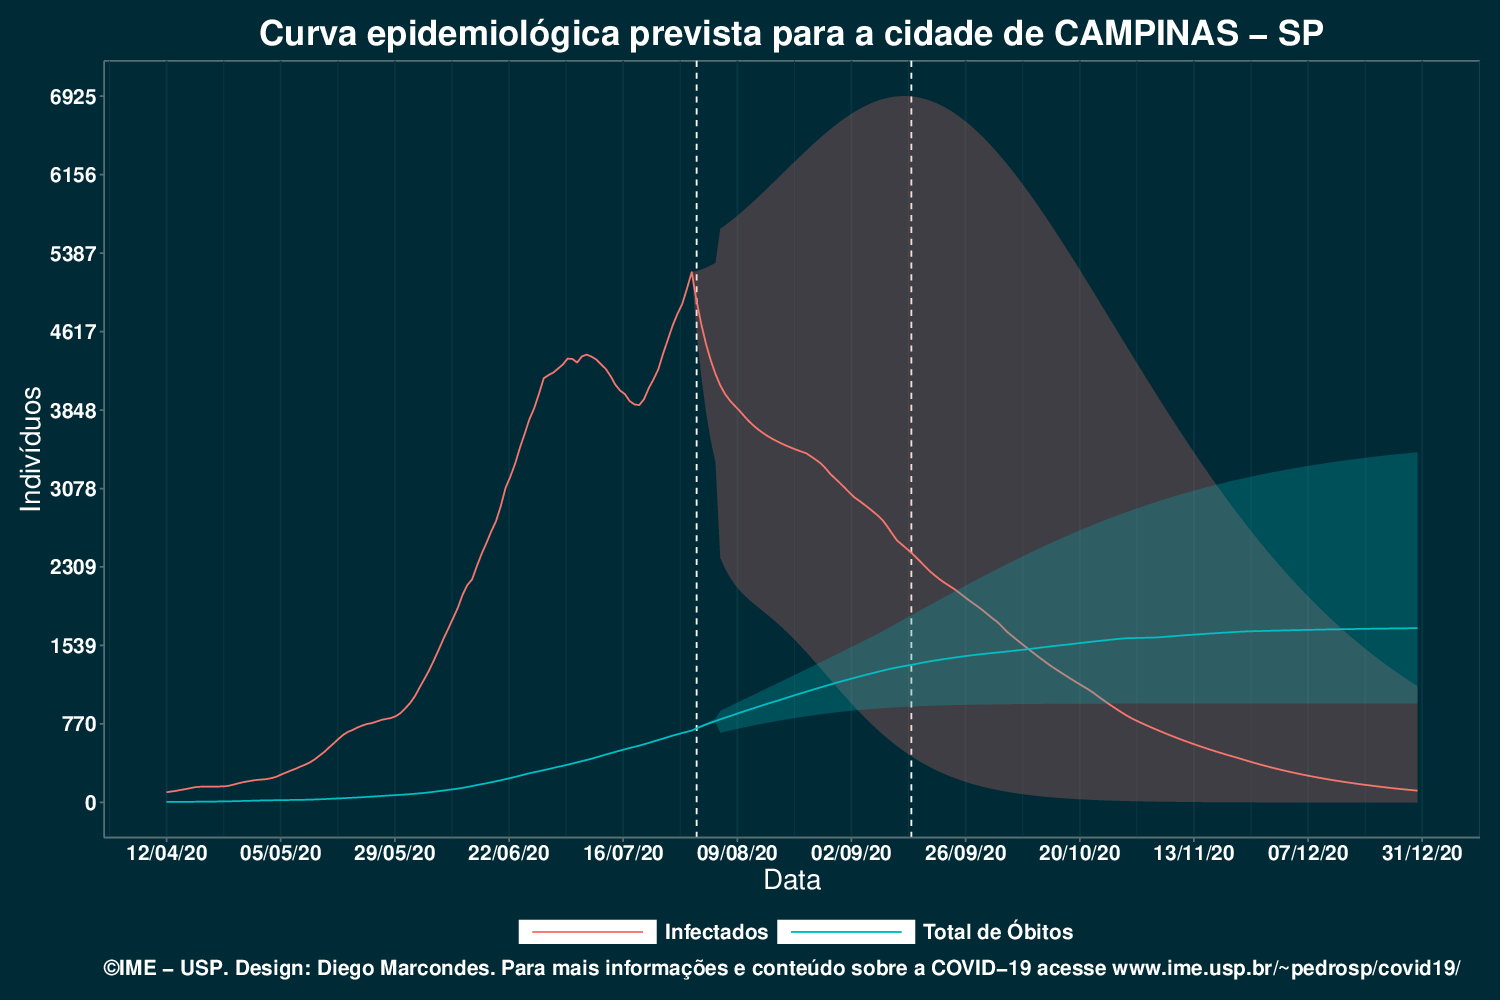 Curva epidemiológica prevista para a cidade de CAMPINAS – SP
6925
6156
5387
4617
3848
3078
2309
1539
770
0
Indivíduos
12/04/20 05/05/20 29/05/20 22/06/20 16/07/20 09/08/20 02/09/20 26/09/20 20/10/20 13/11/20 07/12/20 31/12/20
Data
Infectados Total de Óbitos
©IME – USP. Design: Diego Marcondes. Para mais informações e conteúdo sobre a COVID–19 acesse www.ime.usp.br/~pedrosp/covid19/